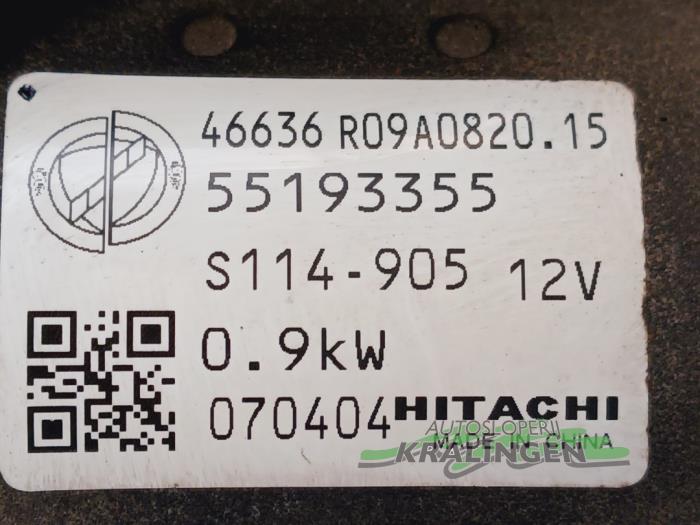 46636 R09A0820.15
55193355
S114-905 12V
0.9kW
070404 HITACHI
AUTOSLOPERIJ
MADE IN CHINA
KRALINGEN